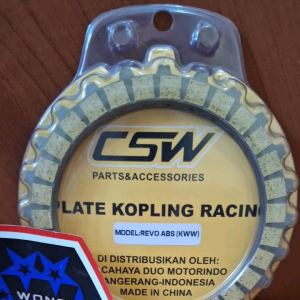 CSW
PARTS&ACCESSORIES
PLATE KOPLING RACING
MODEL:REVO ABS (KWW)
DI DISTRIBUSIKAN OLEH:
CAHAYA DUO MOTORINDO
TANGERANG-INDONESIA
MADE IN CHINA